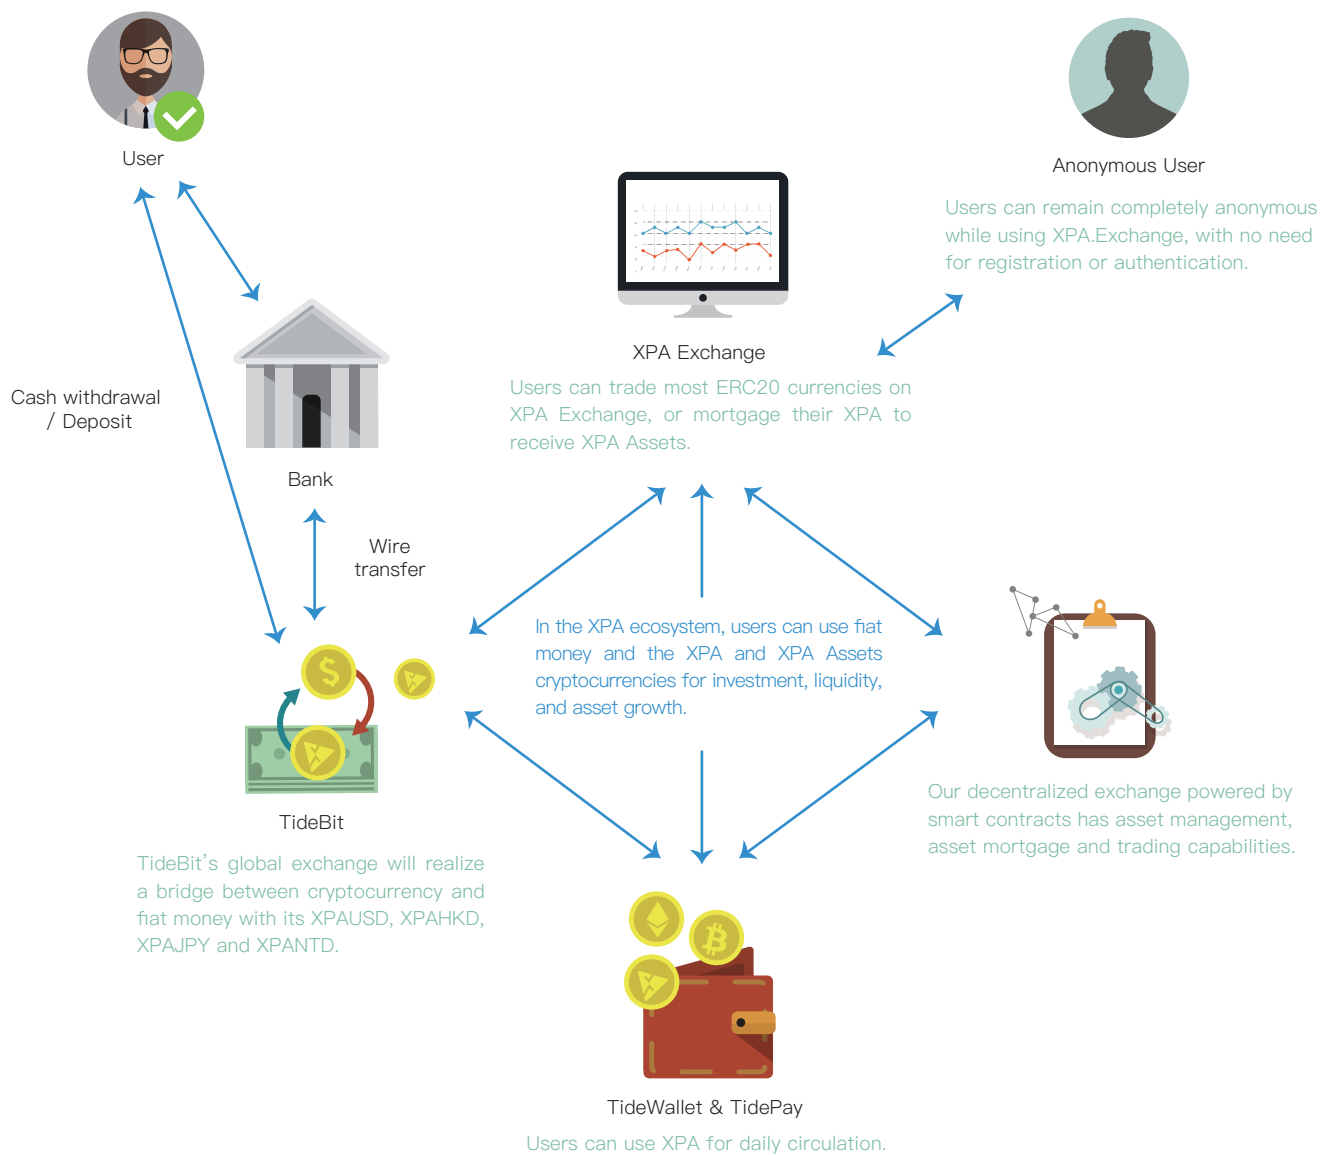 User
Anonymous User
Users can remain completely anonymous
while using XPA.Exchange, with no need
for registration or authentication.
XPA Exchange
Users can trade most ERC20 currencies on
XPA Exchange, or mortgage their XPA to
receive XPA Assets.
Cash withdrawal
/ Deposit
Bank
Wire
transfer
In the XPA ecosystem, users can use fiat
money and the XPA and XPA Assets
cryptocurrencies for investment, liquidity,
and asset growth.
TideBit
TideBit's global exchange will realize
a bridge between cryptocurrency and
fiat money with its XPAUSD, XPAHKD,
XPAJPY and XPANTD.
Our decentralized exchange powered by
smart contracts has asset management,
asset mortgage and trading capabilities.
TideWallet & TidePay
Users can use XPA for daily circulation.